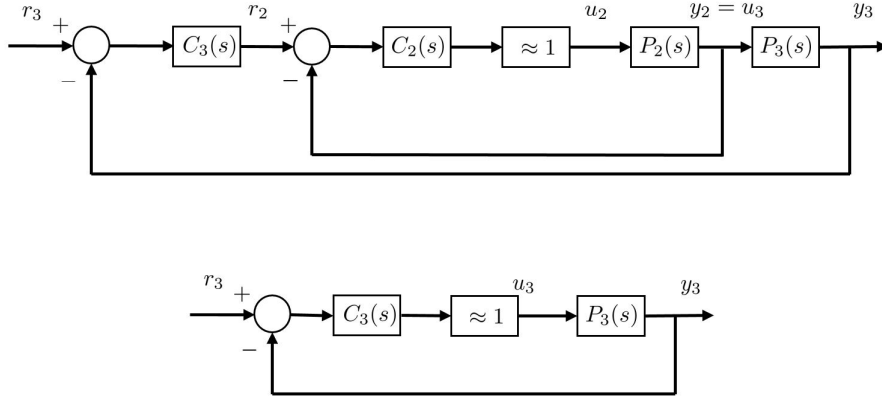 r₃ r₂ u₂ y₂ = u₃ y₃
+ C₃(s) + C₂(s) ≈ 1 P₂(s) P₃(s)
− −
r₃ u₃ y₃
+ C₃(s) ≈ 1 P₃(s)
−